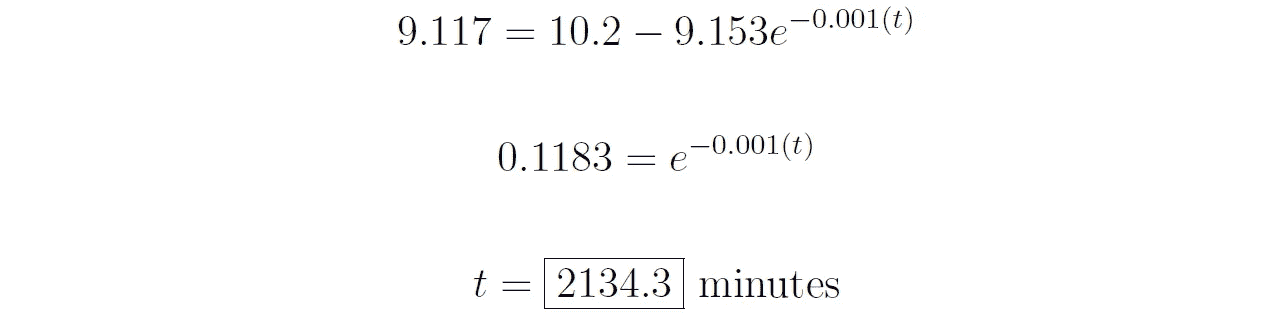 9.117 = 10.2 − 9.153e^{−0.001(t)}
0.1183 = e^{−0.001(t)}
t = 2134.3 minutes